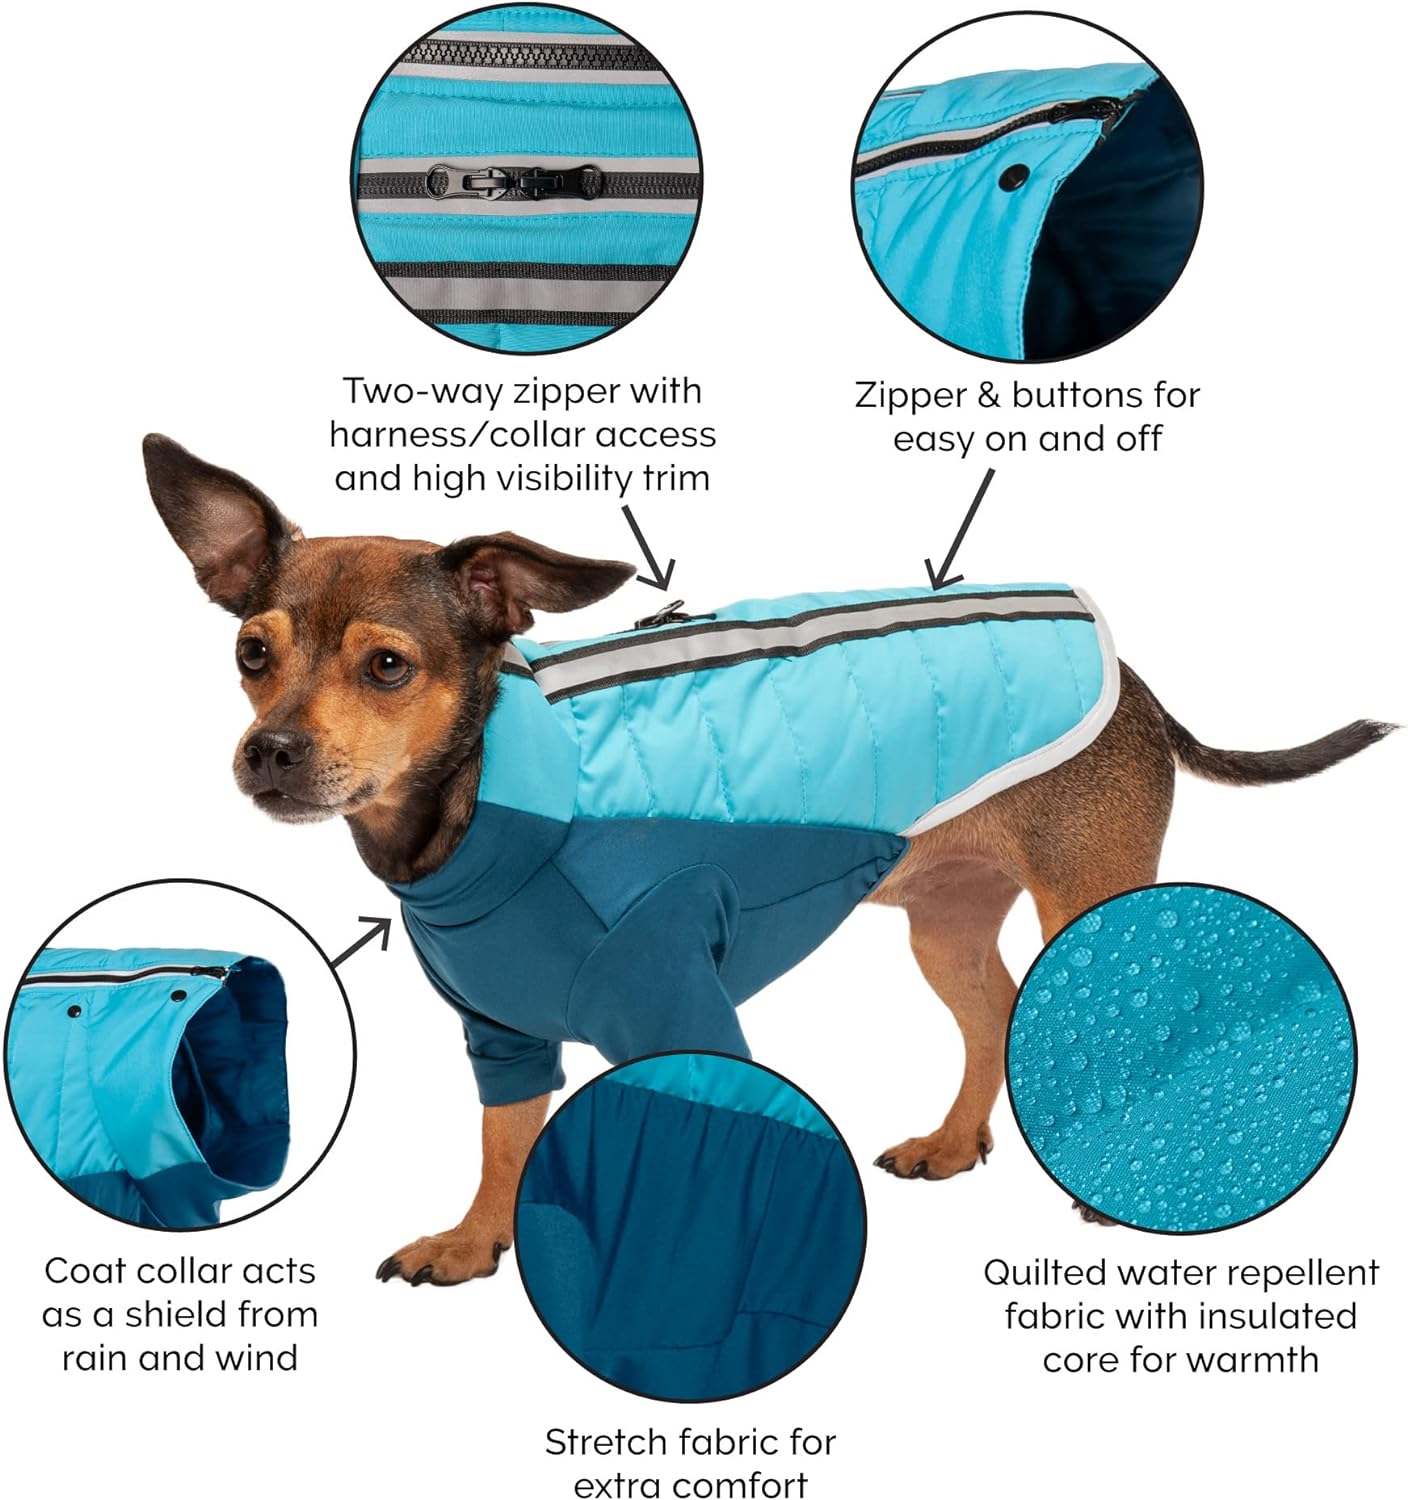 Two-way zipper with
harness/collar access
and high visibility trim
Zipper & buttons for
easy on and off
Coat collar acts
as a shield from
rain and wind
Quilted water repellent
fabric with insulated
core for warmth
Stretch fabric for
extra comfort